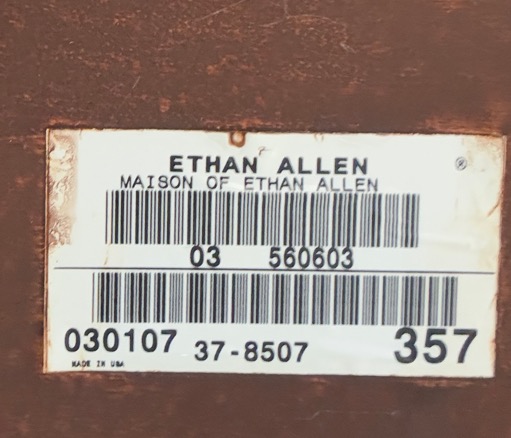 ETHAN ALLEN ®
MAISON OF ETHAN ALLEN
03 560603
030107 37-8507 357
MADE IN USA